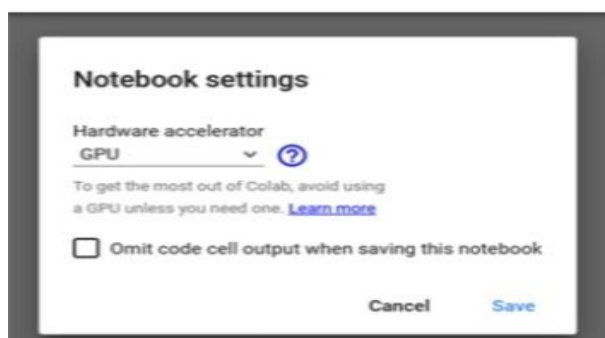 Notebook settings
Hardware accelerator
GPU
To get the most out of Colab, avoid using
a GPU unless you need one. Learn more
Omit code cell output when saving this notebook
Cancel Save